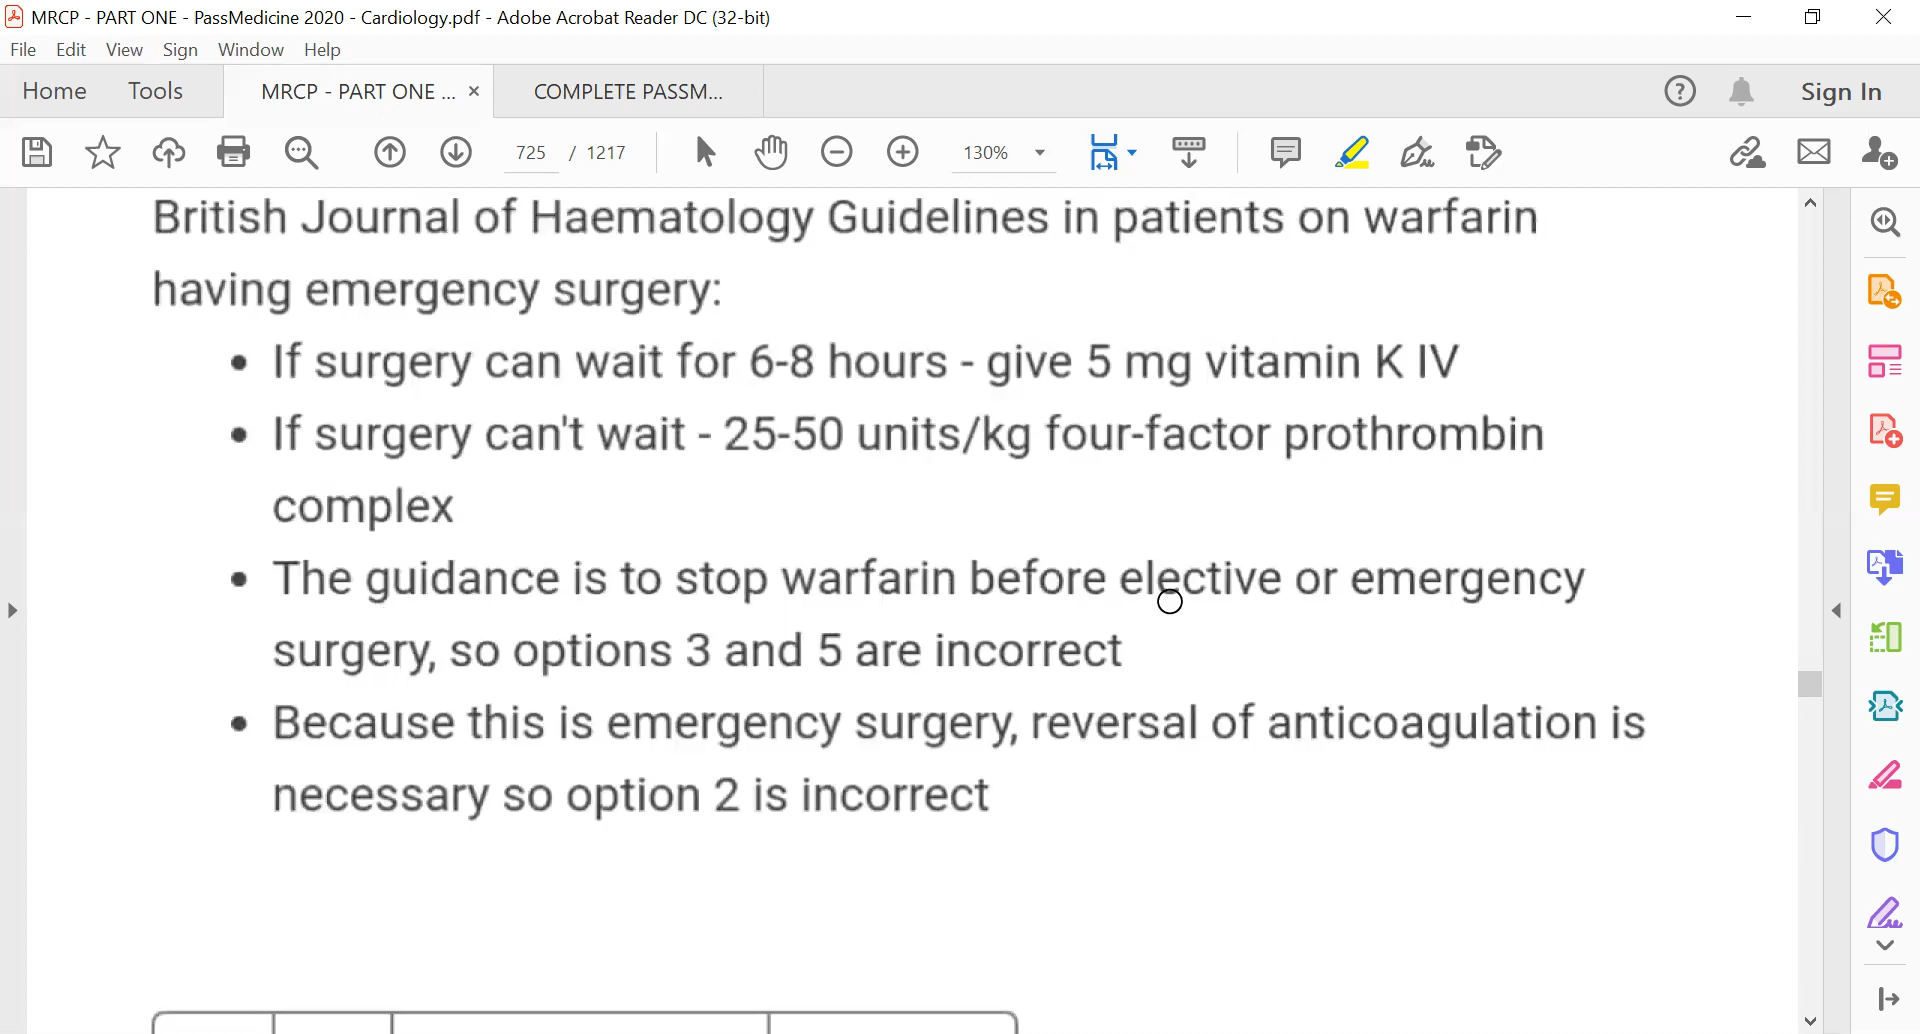 MRCP - PART ONE - PassMedicine 2020 - Cardiology.pdf - Adobe Acrobat Reader DC (32-bit)
File Edit View Sign Window Help
Home Tools MRCP - PART ONE ... × COMPLETE PASSM... Sign In
725 / 1217 130%
British Journal of Haematology Guidelines in patients on warfarin
having emergency surgery:
• If surgery can wait for 6-8 hours - give 5 mg vitamin K IV
• If surgery can't wait - 25-50 units/kg four-factor prothrombin
complex
• The guidance is to stop warfarin before elective or emergency
surgery, so options 3 and 5 are incorrect
• Because this is emergency surgery, reversal of anticoagulation is
necessary so option 2 is incorrect